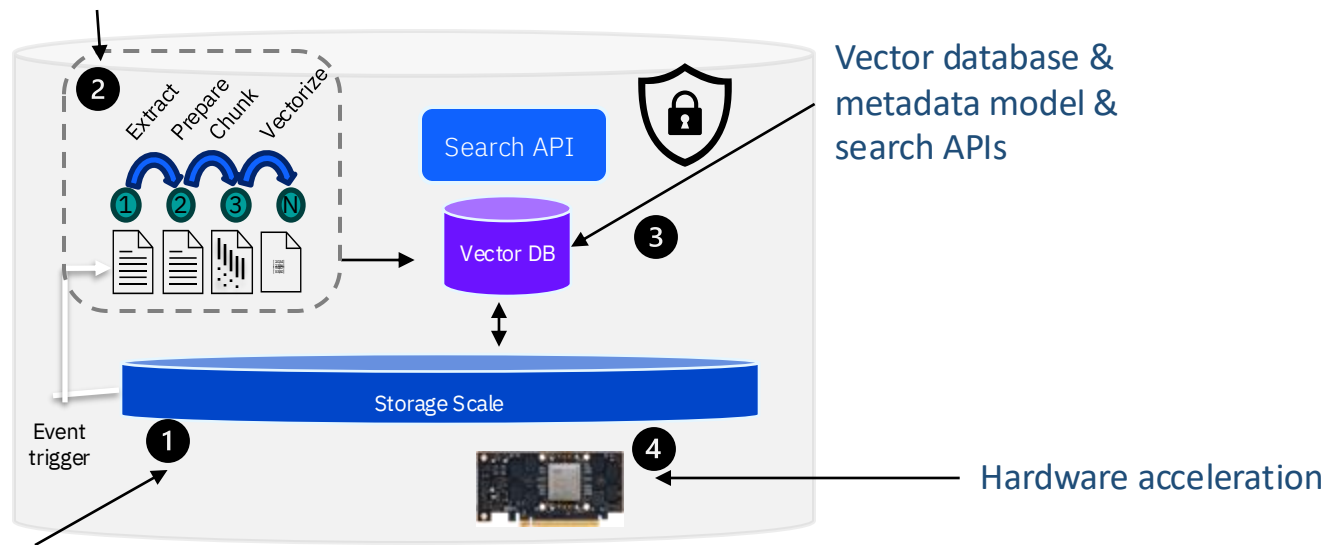 2
Extract
Prepare
Chunk
Vectorize
1
2
3
N
Search API
Vector DB
3
Vector database &
metadata model &
search APIs
Storage Scale
Event
trigger
1
4
Hardware acceleration